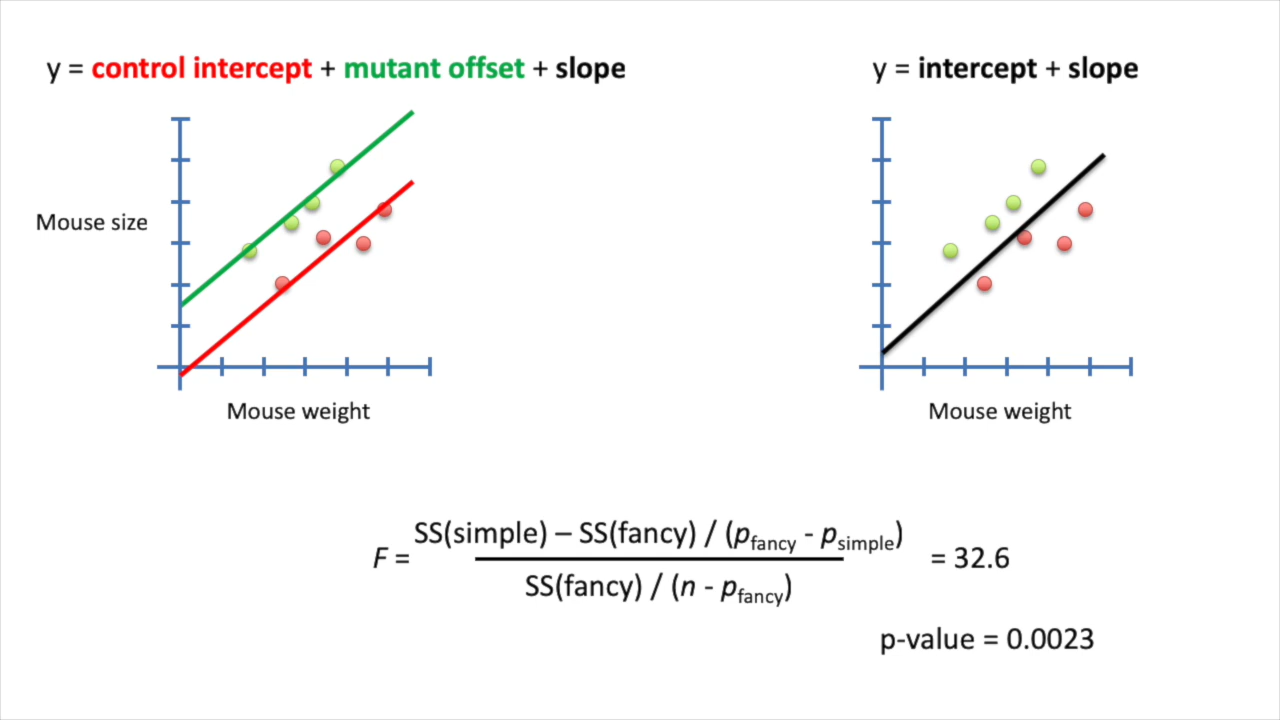 y = control intercept + mutant offset + slope
y = intercept + slope
Mouse size
Mouse weight
Mouse weight
F = SS(simple) – SS(fancy) / (pfancy - psimple)
SS(fancy) / (n - pfancy)
= 32.6
p-value = 0.0023